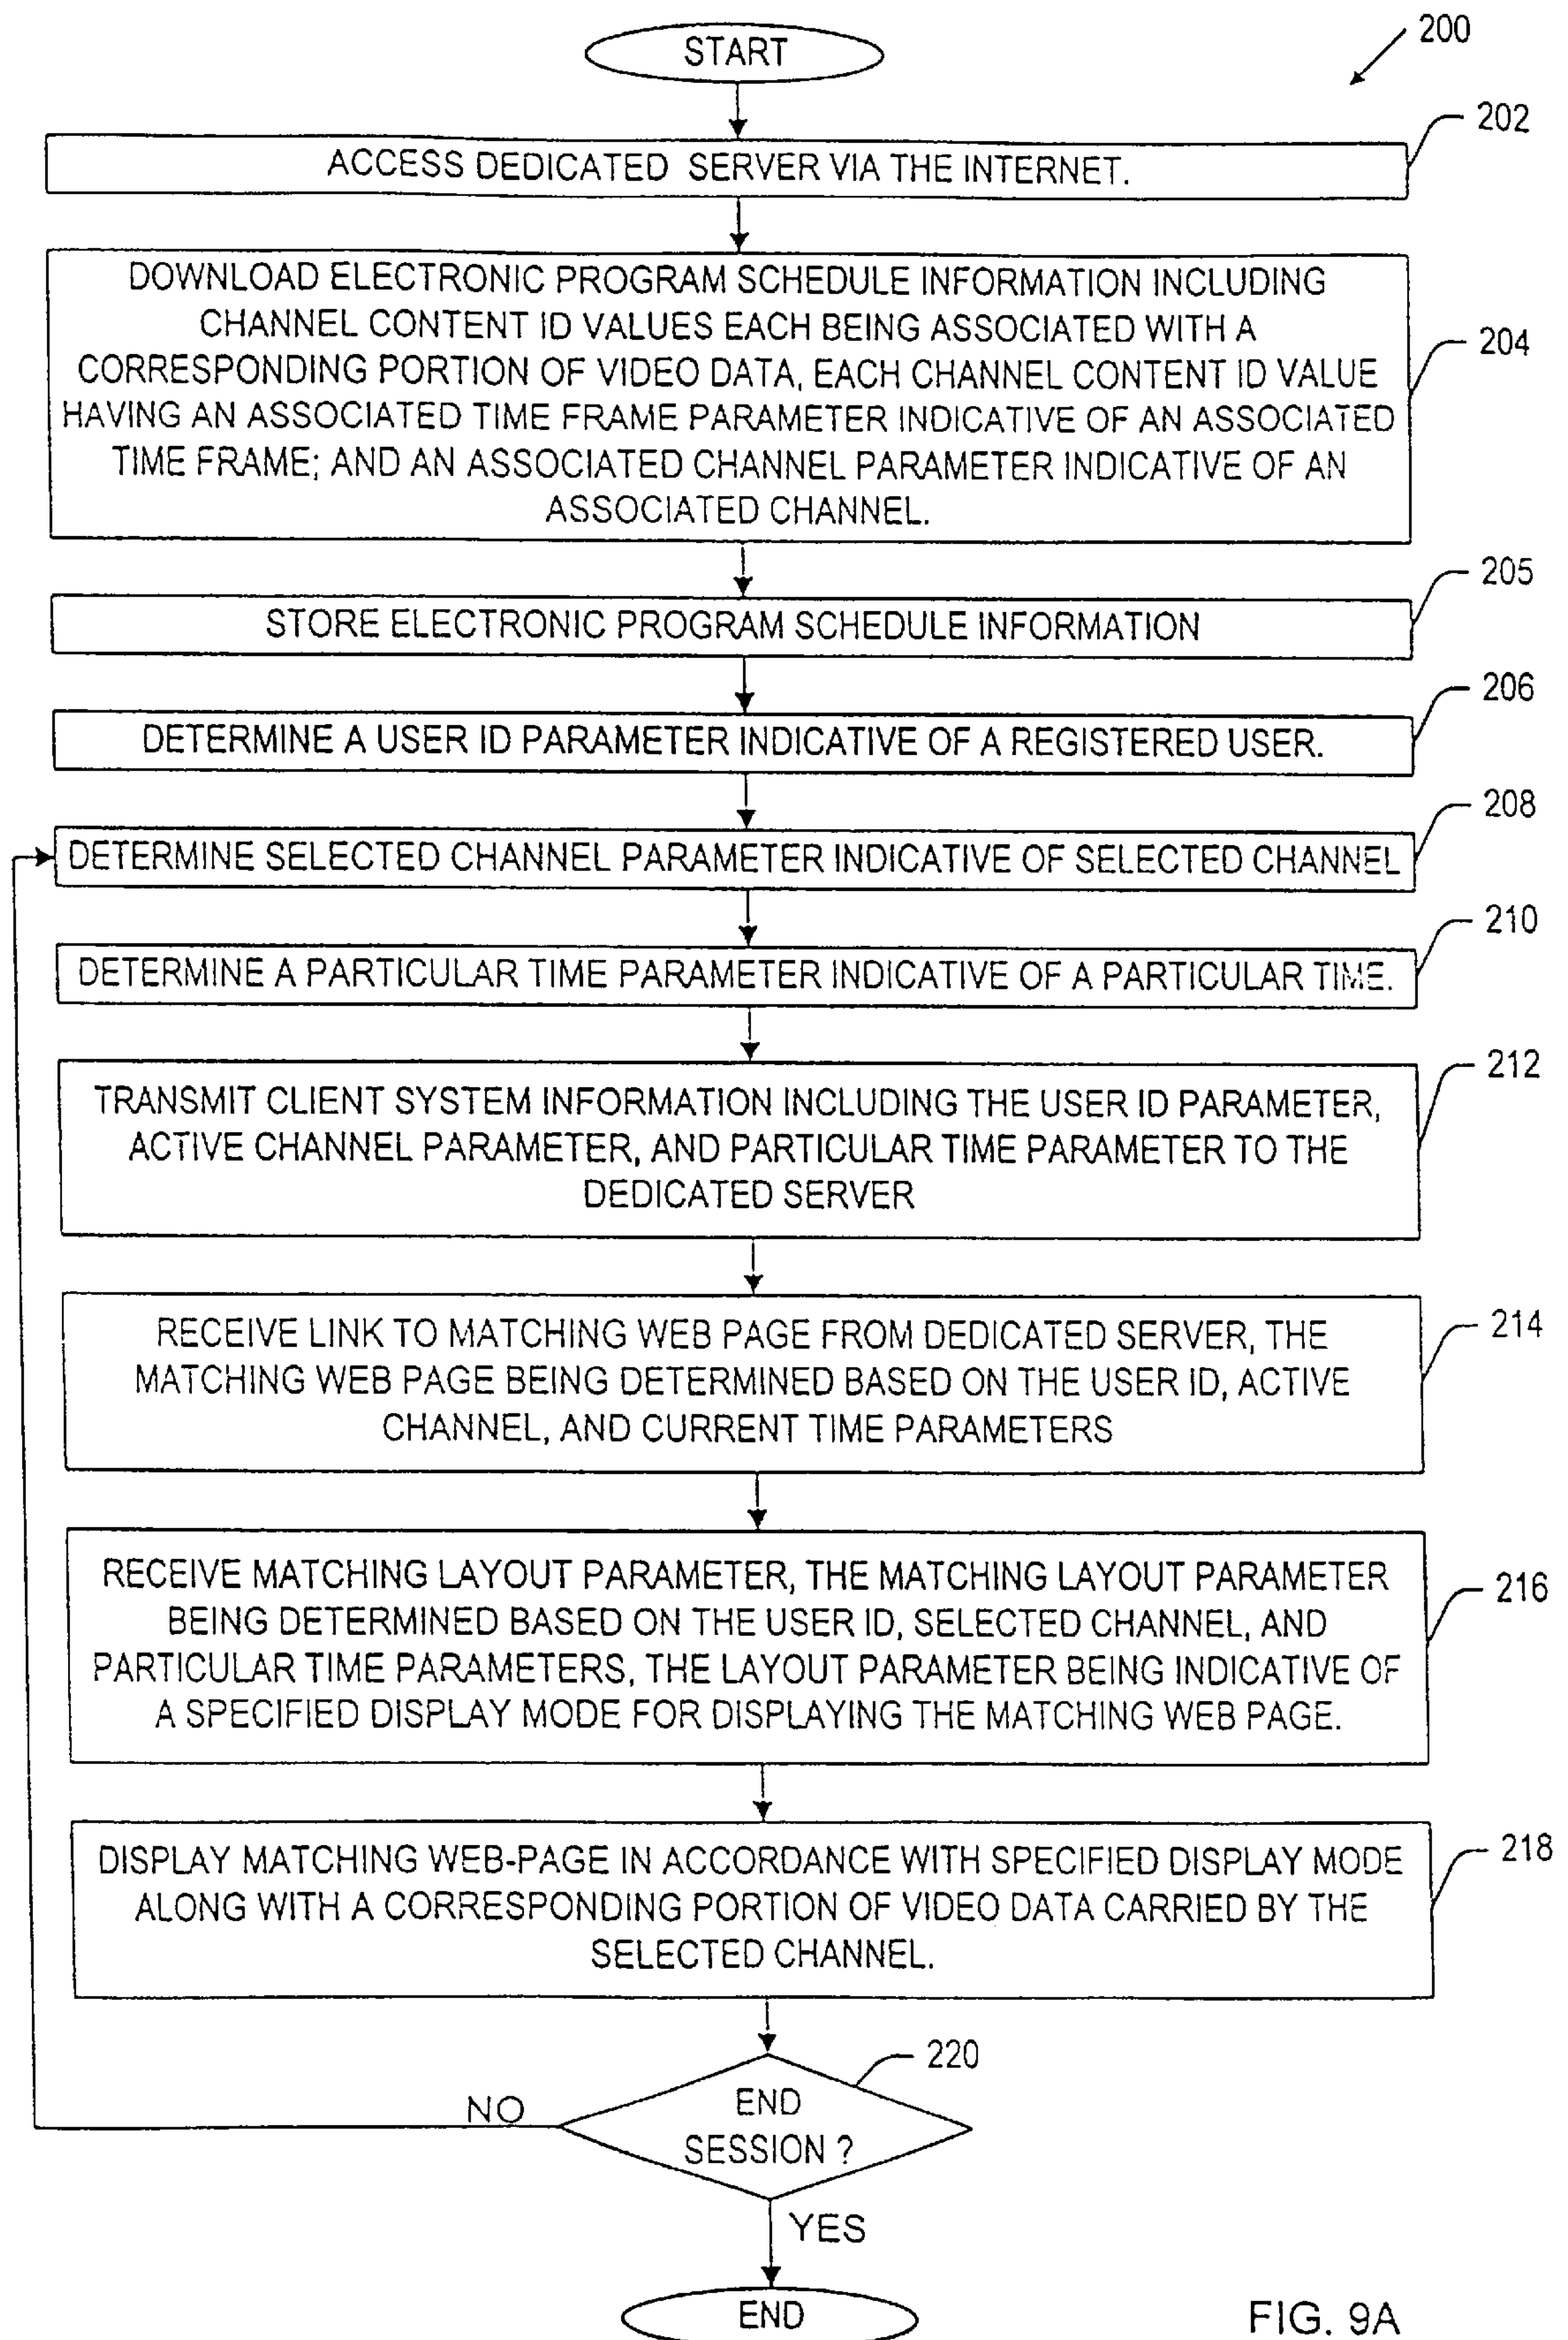 START
200
202
ACCESS DEDICATED SERVER VIA THE INTERNET.
DOWNLOAD ELECTRONIC PROGRAM SCHEDULE INFORMATION INCLUDING
CHANNEL CONTENT ID VALUES EACH BEING ASSOCIATED WITH A
204
CORRESPONDING PORTION OF VIDEO DATA, EACH CHANNEL CONTENT ID VALUE
HAVING AN ASSOCIATED TIME FRAME PARAMETER INDICATIVE OF AN ASSOCIATED
TIME FRAME; AND AN ASSOCIATED CHANNEL PARAMETER INDICATIVE OF AN
ASSOCIATED CHANNEL.
205
STORE ELECTRONIC PROGRAM SCHEDULE INFORMATION
206
DETERMINE A USER ID PARAMETER INDICATIVE OF A REGISTERED USER.
208
DETERMINE SELECTED CHANNEL PARAMETER INDICATIVE OF SELECTED CHANNEL
210
DETERMINE A PARTICULAR TIME PARAMETER INDICATIVE OF A PARTICULAR TIME.
212
TRANSMIT CLIENT SYSTEM INFORMATION INCLUDING THE USER ID PARAMETER,
ACTIVE CHANNEL PARAMETER, AND PARTICULAR TIME PARAMETER TO THE
DEDICATED SERVER
214
RECEIVE LINK TO MATCHING WEB PAGE FROM DEDICATED SERVER, THE
MATCHING WEB PAGE BEING DETERMINED BASED ON THE USER ID, ACTIVE
CHANNEL, AND CURRENT TIME PARAMETERS
216
RECEIVE MATCHING LAYOUT PARAMETER, THE MATCHING LAYOUT PARAMETER
BEING DETERMINED BASED ON THE USER ID, SELECTED CHANNEL, AND
PARTICULAR TIME PARAMETERS, THE LAYOUT PARAMETER BEING INDICATIVE OF
A SPECIFIED DISPLAY MODE FOR DISPLAYING THE MATCHING WEB PAGE.
218
DISPLAY MATCHING WEB-PAGE IN ACCORDANCE WITH SPECIFIED DISPLAY MODE
ALONG WITH A CORRESPONDING PORTION OF VIDEO DATA CARRIED BY THE
SELECTED CHANNEL.
220
NO
END
SESSION ?
YES
END
FIG. 9A